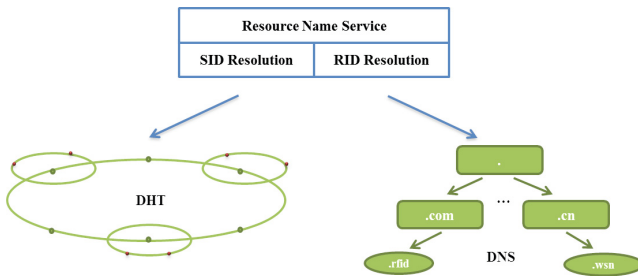 Resource Name Service
SID Resolution
RID Resolution
DHT
.
.com
...
.cn
.rfid
DNS
.wsn